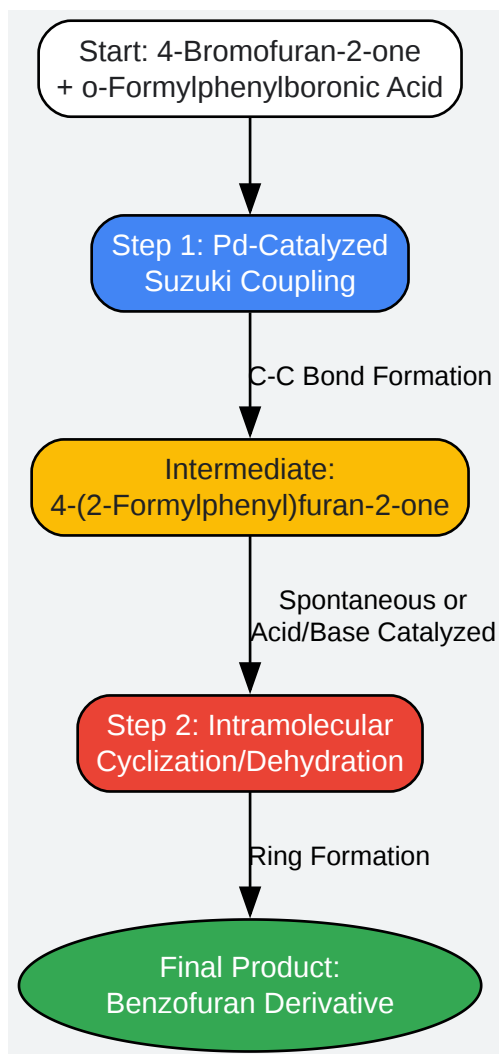 Start: 4-Bromofuran-2-one
+ o-Formylphenylboronic Acid
Step 1: Pd-Catalyzed
Suzuki Coupling
C-C Bond Formation
Intermediate:
4-(2-Formylphenyl)furan-2-one
Spontaneous or
Acid/Base Catalyzed
Step 2: Intramolecular
Cyclization/Dehydration
Ring Formation
Final Product:
Benzofuran Derivative